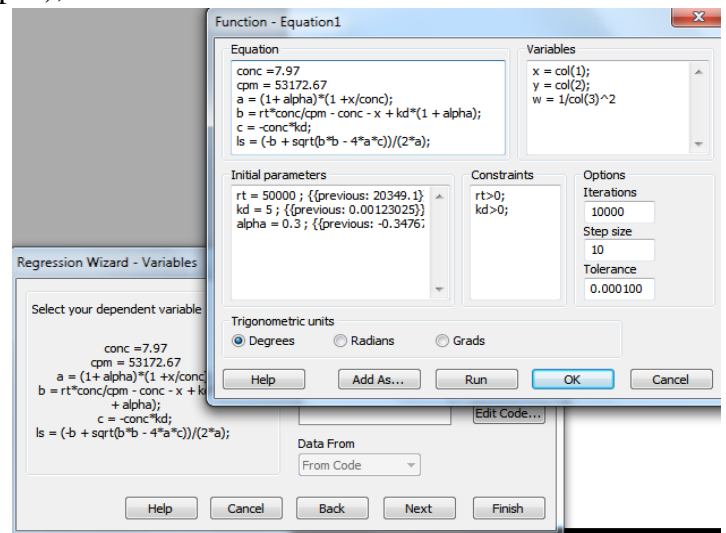 Function - Equation1
Equation
Variables
conc =7.97
cpm = 53172.67
a = (1+ alpha)*(1 +x/conc);
b = rt*conc/cpm - conc - x + kd*(1 + alpha);
c = -conc*kd;
ls = (-b + sqrt(b*b - 4*a*c))/(2*a);
x = col(1);
y = col(2);
w = 1/col(3)^2
Initial parameters
Constraints
Options
rt = 50000 ; {{previous: 20349.1}
kd = 5 ; {{previous: 0.00123025}}
alpha = 0.3 ; {{previous: -0.3476
rt>0;
kd>0;
Iterations
10000
Step size
10
Tolerance
0.000100
Trigonometric units
Degrees Radians Grads
Help Add As... Run OK Cancel
Regression Wizard - Variables
Select your dependent variable
conc =7.97
cpm = 53172.67
a = (1+ alpha)*(1 +x/conc)
b = rt*conc/cpm - conc - x + k
+ alpha);
c = -conc*kd;
ls = (-b + sqrt(b*b - 4*a*c))/(2*a);
Edit Code...
Data From
From Code
Help Cancel Back Next Finish